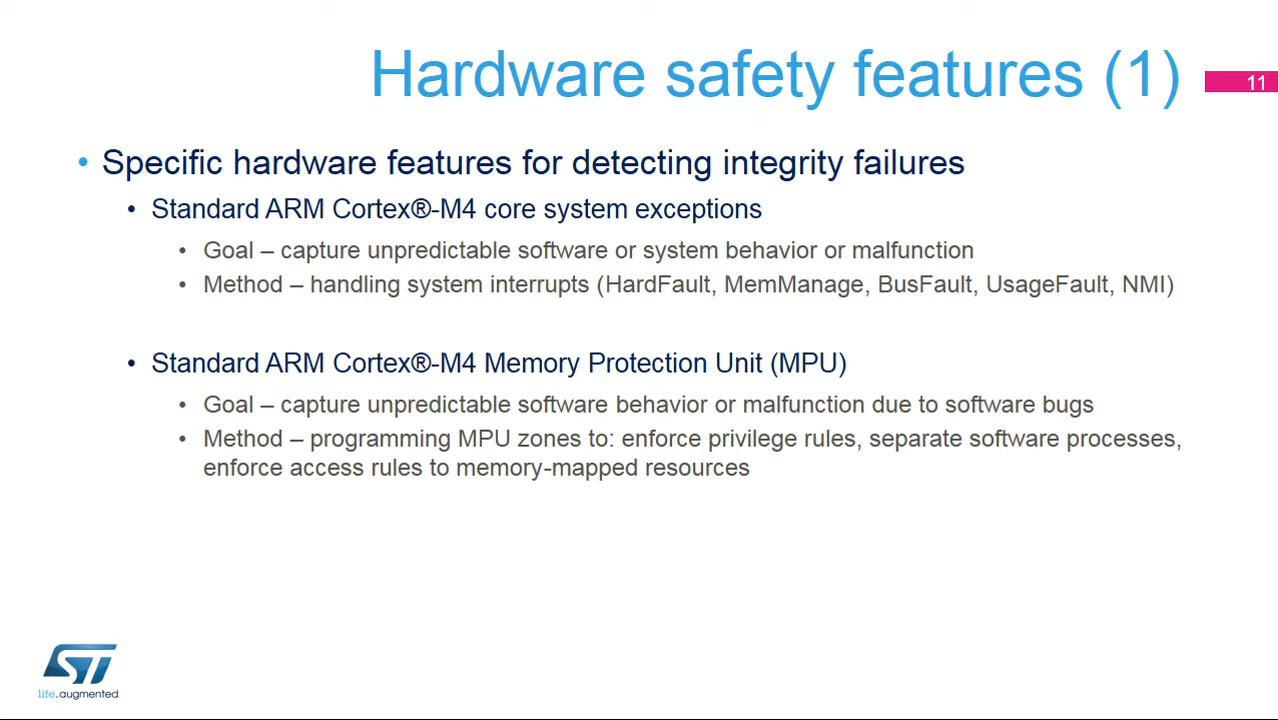 Hardware safety features (1)
11
• Specific hardware features for detecting integrity failures
• Standard ARM Cortex®-M4 core system exceptions
• Goal – capture unpredictable software or system behavior or malfunction
• Method – handling system interrupts (HardFault, MemManage, BusFault, UsageFault, NMI)
• Standard ARM Cortex®-M4 Memory Protection Unit (MPU)
• Goal – capture unpredictable software behavior or malfunction due to software bugs
• Method – programming MPU zones to: enforce privilege rules, separate software processes,
enforce access rules to memory-mapped resources
ST
life.augmented